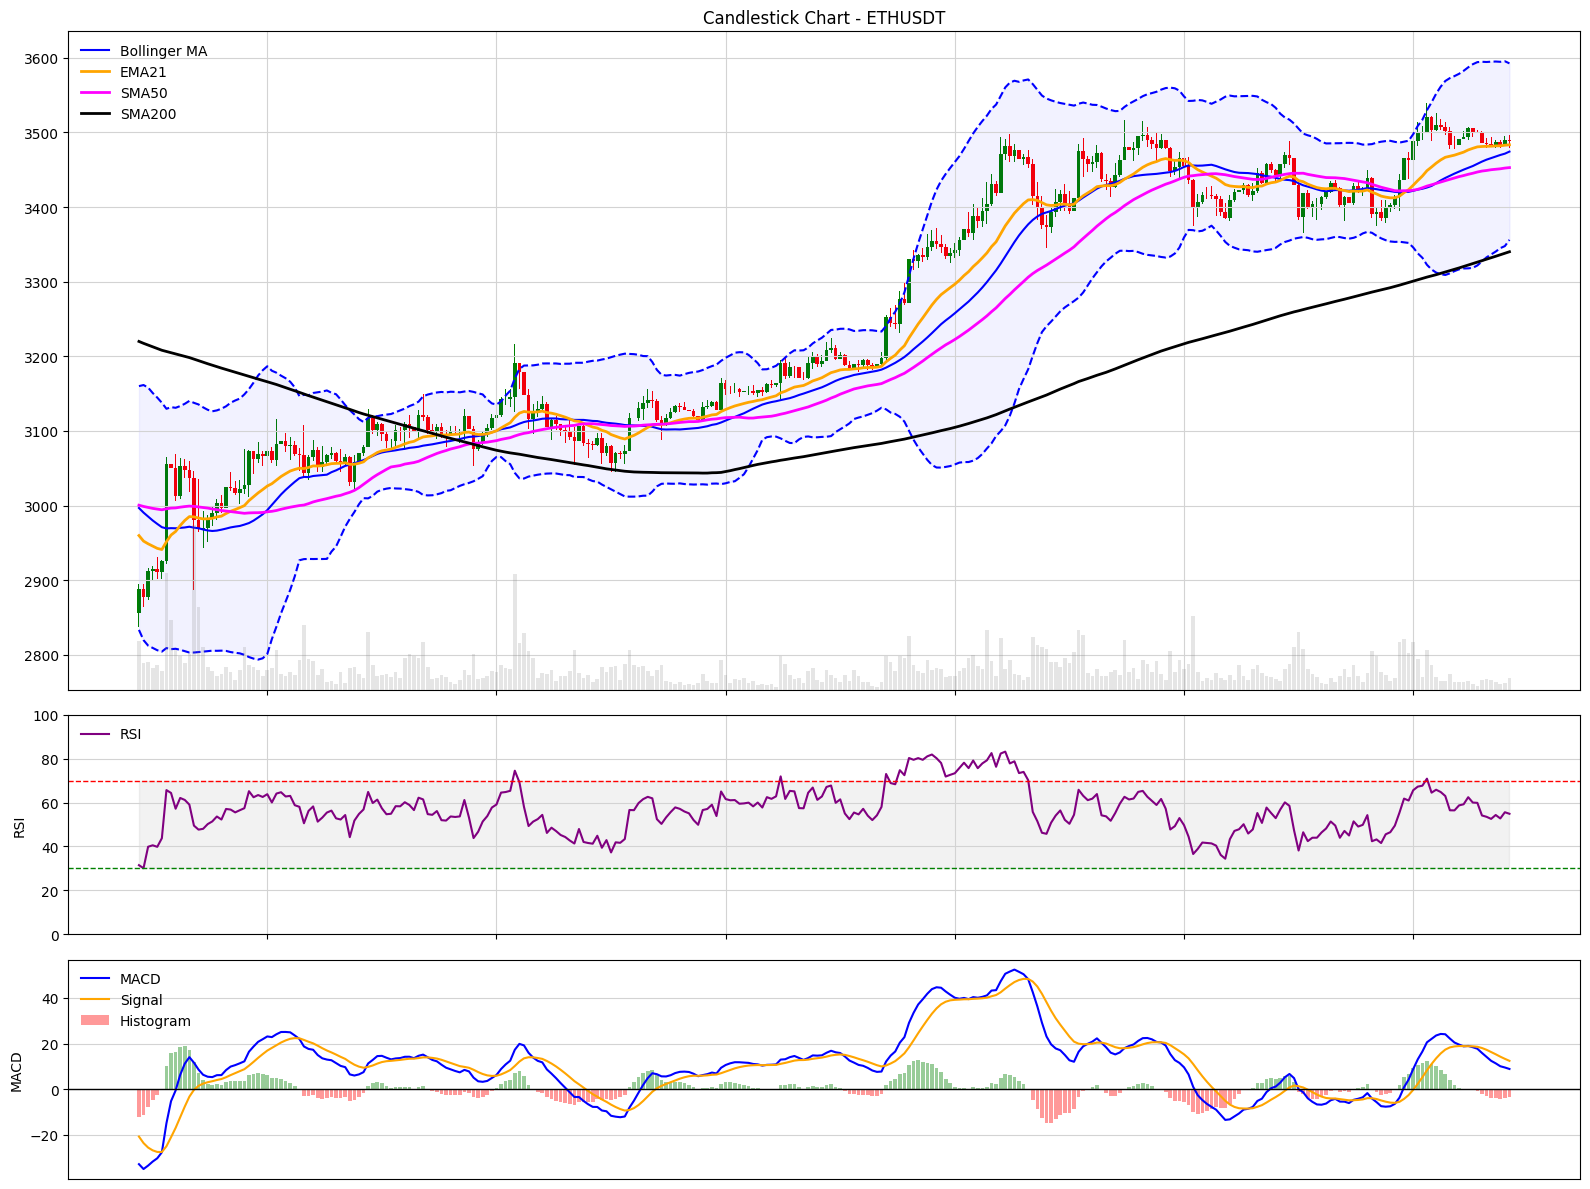 Candlestick Chart - ETHUSDT
Bollinger MA
EMA21
SMA50
SMA200
3600
3500
3400
3300
3200
3100
3000
2900
2800
RSI
RSI
100
80
60
40
20
0
MACD
Signal
Histogram
MACD
40
20
0
−20